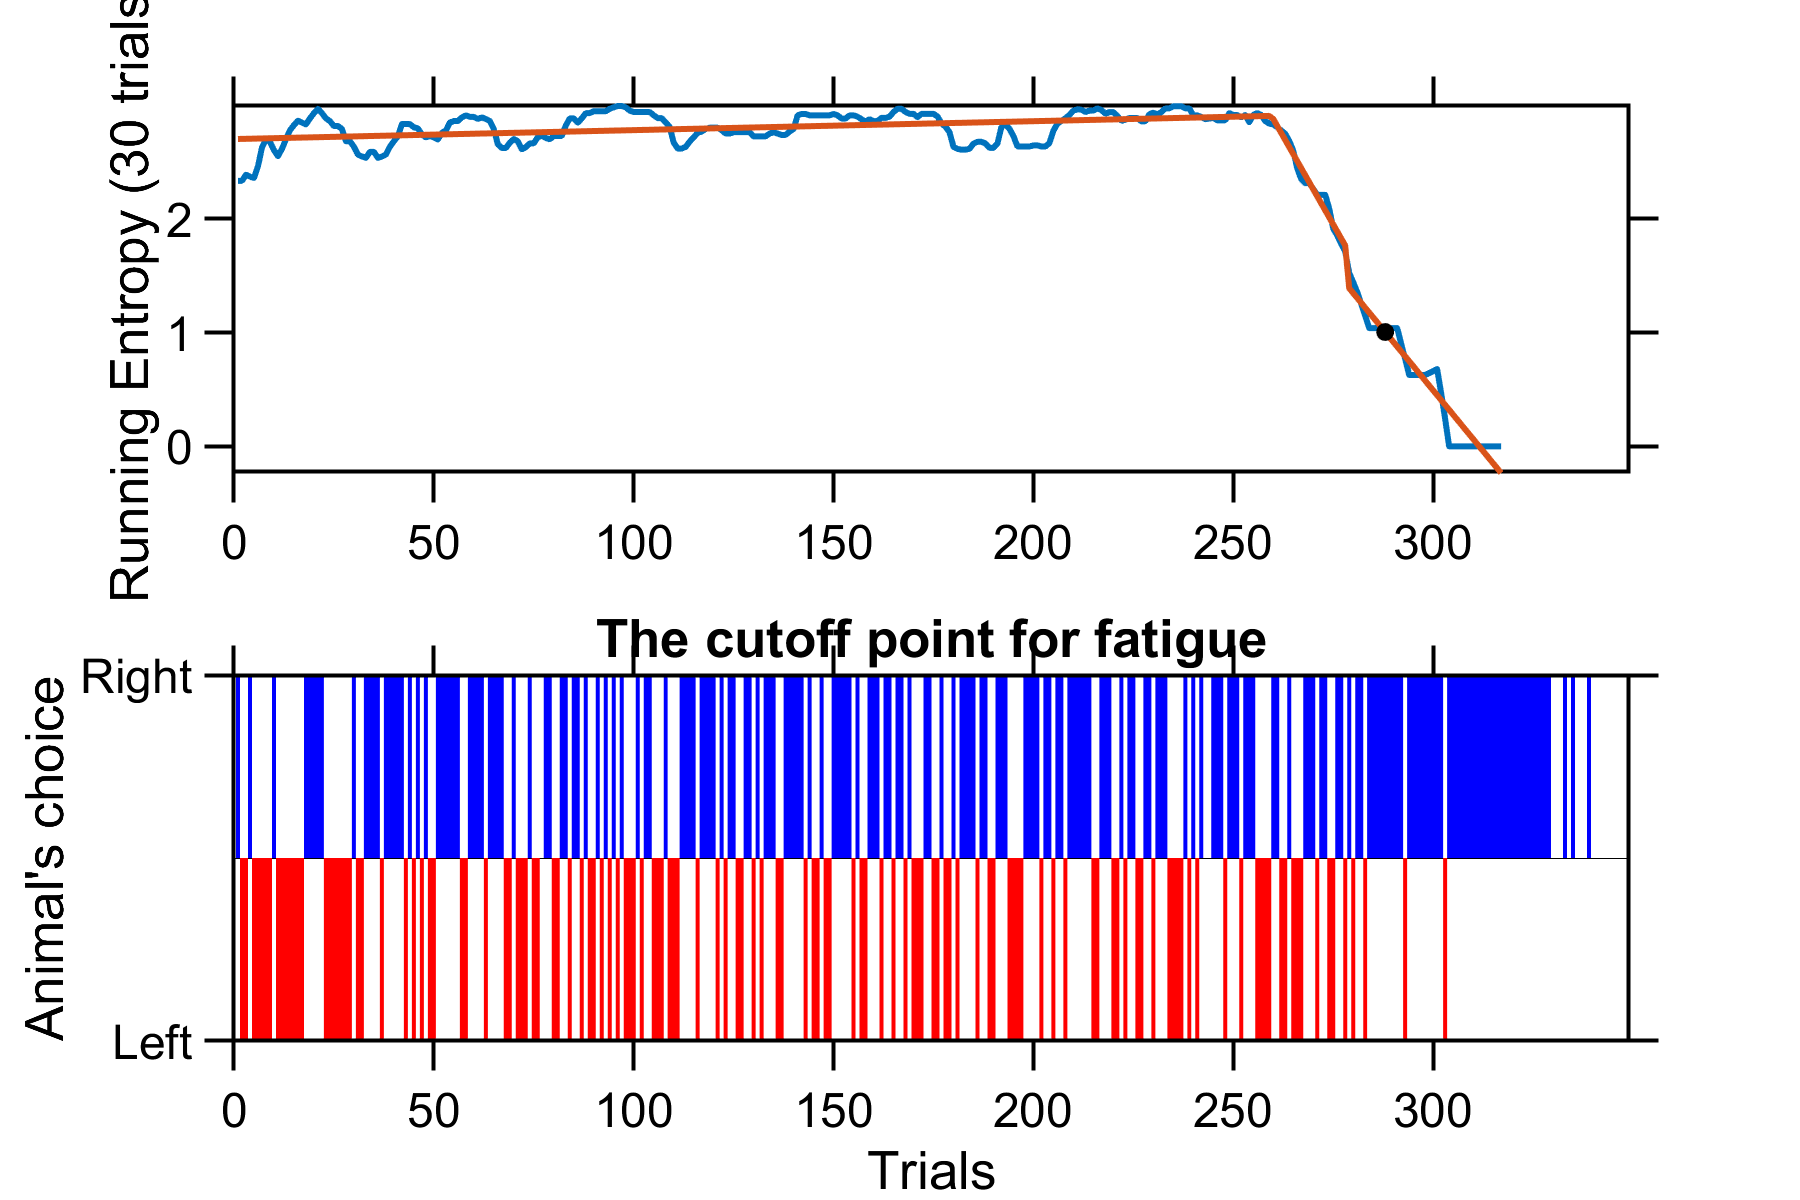 Running Entropy (30 trials
2
1
0
0 50 100 150 200 250 300
The cutoff point for fatigue
Animal's choice
Right
Left
0 50 100 150 200 250 300
Trials